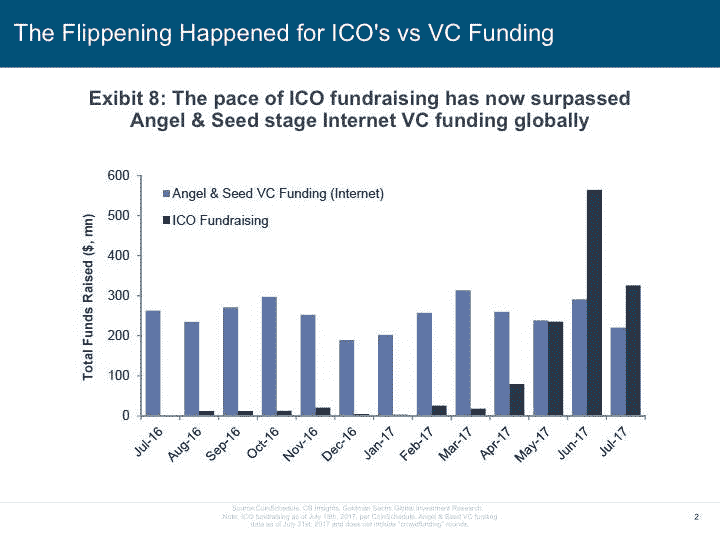 The Flippening Happened for ICO's vs VC Funding
Exibit 8: The pace of ICO fundraising has now surpassed
Angel & Seed stage Internet VC funding globally
Total Funds Raised ($, mn)
600
500
400
300
200
100
0
Angel & Seed VC Funding (Internet)
ICO Fundraising
Jul-16
Aug-16
Sep-16
Oct-16
Nov-16
Dec-16
Jan-17
Feb-17
Mar-17
Apr-17
May-17
Jun-17
Jul-17
Source:CoinSchedule, CB Insights, Goldman Sachs Global Investment Research.
Note: ICO fundraising as of July 18th, 2017, per CoinSchedule. Angel & Seed VC funding
data as of July 31st, 2017 and does not include "crowdfunding" rounds.
2